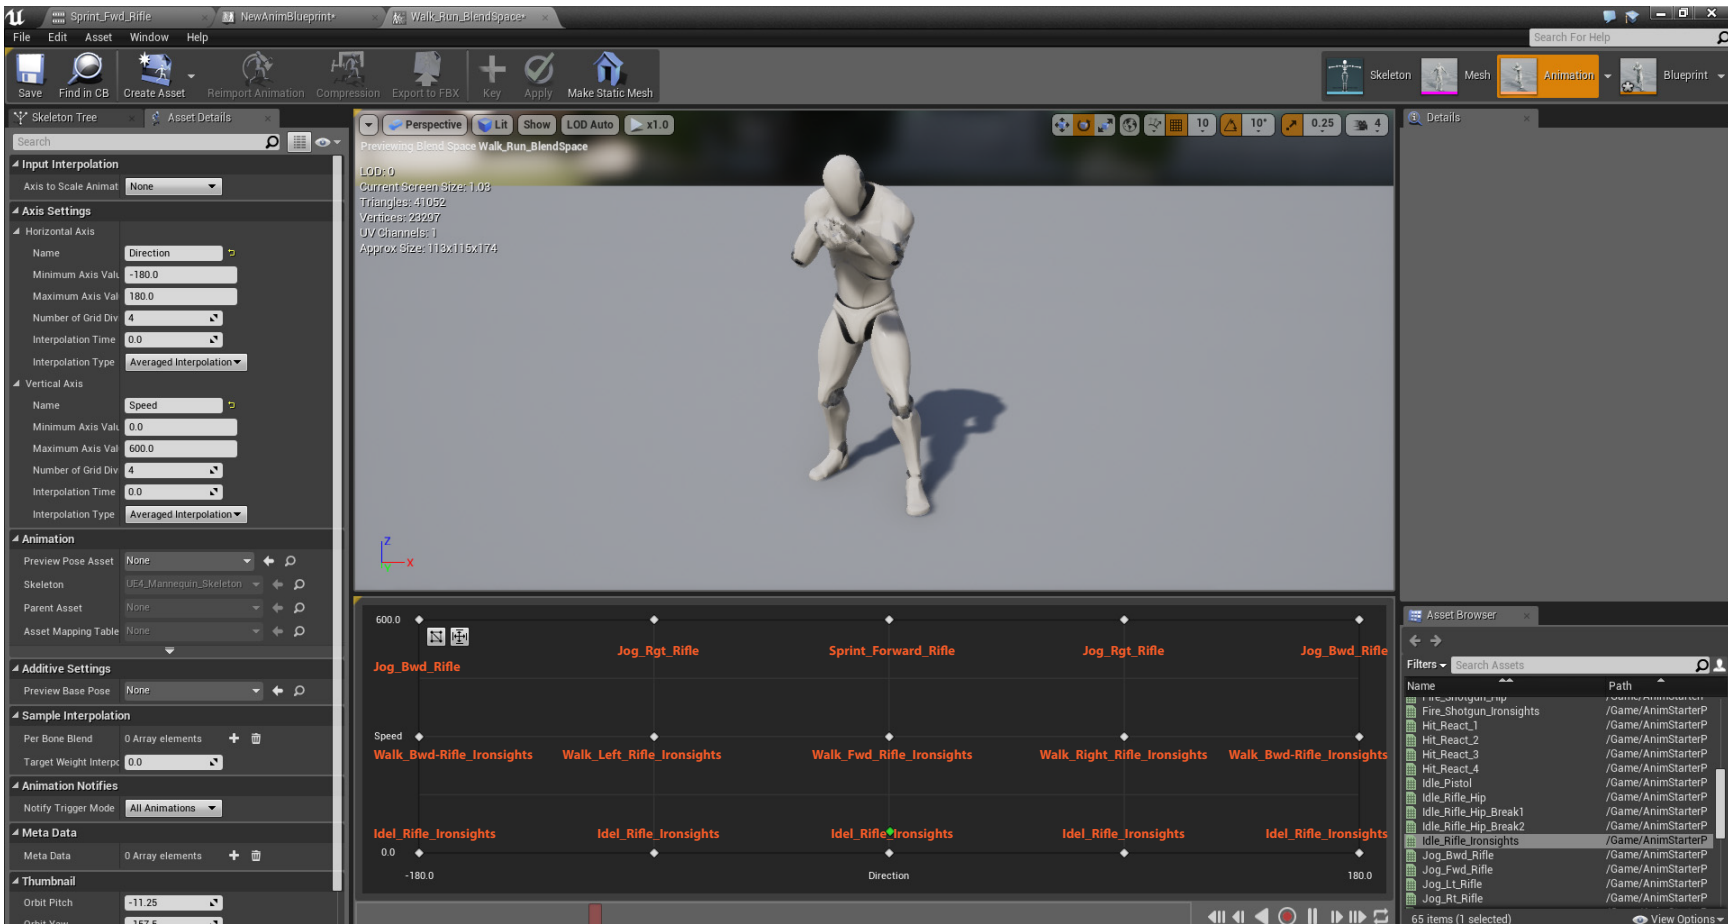 Sprint_Fwd_Rifle
NewAnimBlueprint*
Walk_Run_BlendSpace*
File Edit Asset Window Help
Search For Help
Save
Find in CB
Create Asset
Reimport Animation
Compression
Export to FBX
Key
Apply
Make Static Mesh
Skeleton
Mesh
Animation
Blueprint
Skeleton Tree
Asset Details
Search
Input Interpolation
Axis to Scale Animat None
Axis Settings
Horizontal Axis
Name Direction
Minimum Axis Valu -180.0
Maximum Axis Val 180.0
Number of Grid Div 4
Interpolation Time 0.0
Interpolation Type Averaged Interpolation
Vertical Axis
Name Speed
Minimum Axis Valu 0.0
Maximum Axis Val 600.0
Number of Grid Div 4
Interpolation Time 0.0
Interpolation Type Averaged Interpolation
Animation
Preview Pose Asset None
Skeleton UE4_Mannequin_Skeleton
Parent Asset None
Asset Mapping Table None
Additive Settings
Preview Base Pose None
Sample Interpolation
Per Bone Blend 0 Array elements
Target Weight Interpc 0.0
Animation Notifies
Notify Trigger Mode All Animations
Meta Data
Meta Data 0 Array elements
Thumbnail
Orbit Pitch -11.25
Orbit Yaw -157.5
Perspective Lit Show LOD Auto x1.0
10 10° 0.25 4
Previewing Blend Space Walk_Run_BlendSpace
LOD: 0
Current Screen Size: 1.03
Triangles: 41052
Vertices: 23297
UV Channels: 1
Approx Size: 113x115x174
Z
X
600.0
Jog_Bwd_Rifle
Jog_Rgt_Rifle
Sprint_Forward_Rifle
Jog_Rgt_Rifle
Jog_Bwd_Rifle
Speed
Walk_Bwd-Rifle_Ironsights
Walk_Left_Rifle_Ironsights
Walk_Fwd_Rifle_Ironsights
Walk_Right_Rifle_Ironsights
Walk_Bwd-Rifle_Ironsights
Idel_Rifle_Ironsights
Idel_Rifle_Ironsights
Idel_Rifle_Ironsights
Idel_Rifle_Ironsights
Idel_Rifle_Ironsights
0.0
-180.0
Direction
180.0
Details
Asset Browser
Filters Search Assets
Name Path
Fire_Shotgun_Hip /Game/AnimStarterP
Fire_Shotgun_Ironsights /Game/AnimStarterP
Hit_React_1 /Game/AnimStarterP
Hit_React_2 /Game/AnimStarterP
Hit_React_3 /Game/AnimStarterP
Hit_React_4 /Game/AnimStarterP
Idle_Pistol /Game/AnimStarterP
Idle_Rifle_Hip /Game/AnimStarterP
Idle_Rifle_Hip_Break1 /Game/AnimStarterP
Idle_Rifle_Hip_Break2 /Game/AnimStarterP
Idle_Rifle_Ironsights /Game/AnimStarterP
Jog_Bwd_Rifle /Game/AnimStarterP
Jog_Fwd_Rifle /Game/AnimStarterP
Jog_Lt_Rifle /Game/AnimStarterP
Jog_Rt_Rifle /Game/AnimStarterP
65 items (1 selected) View Options